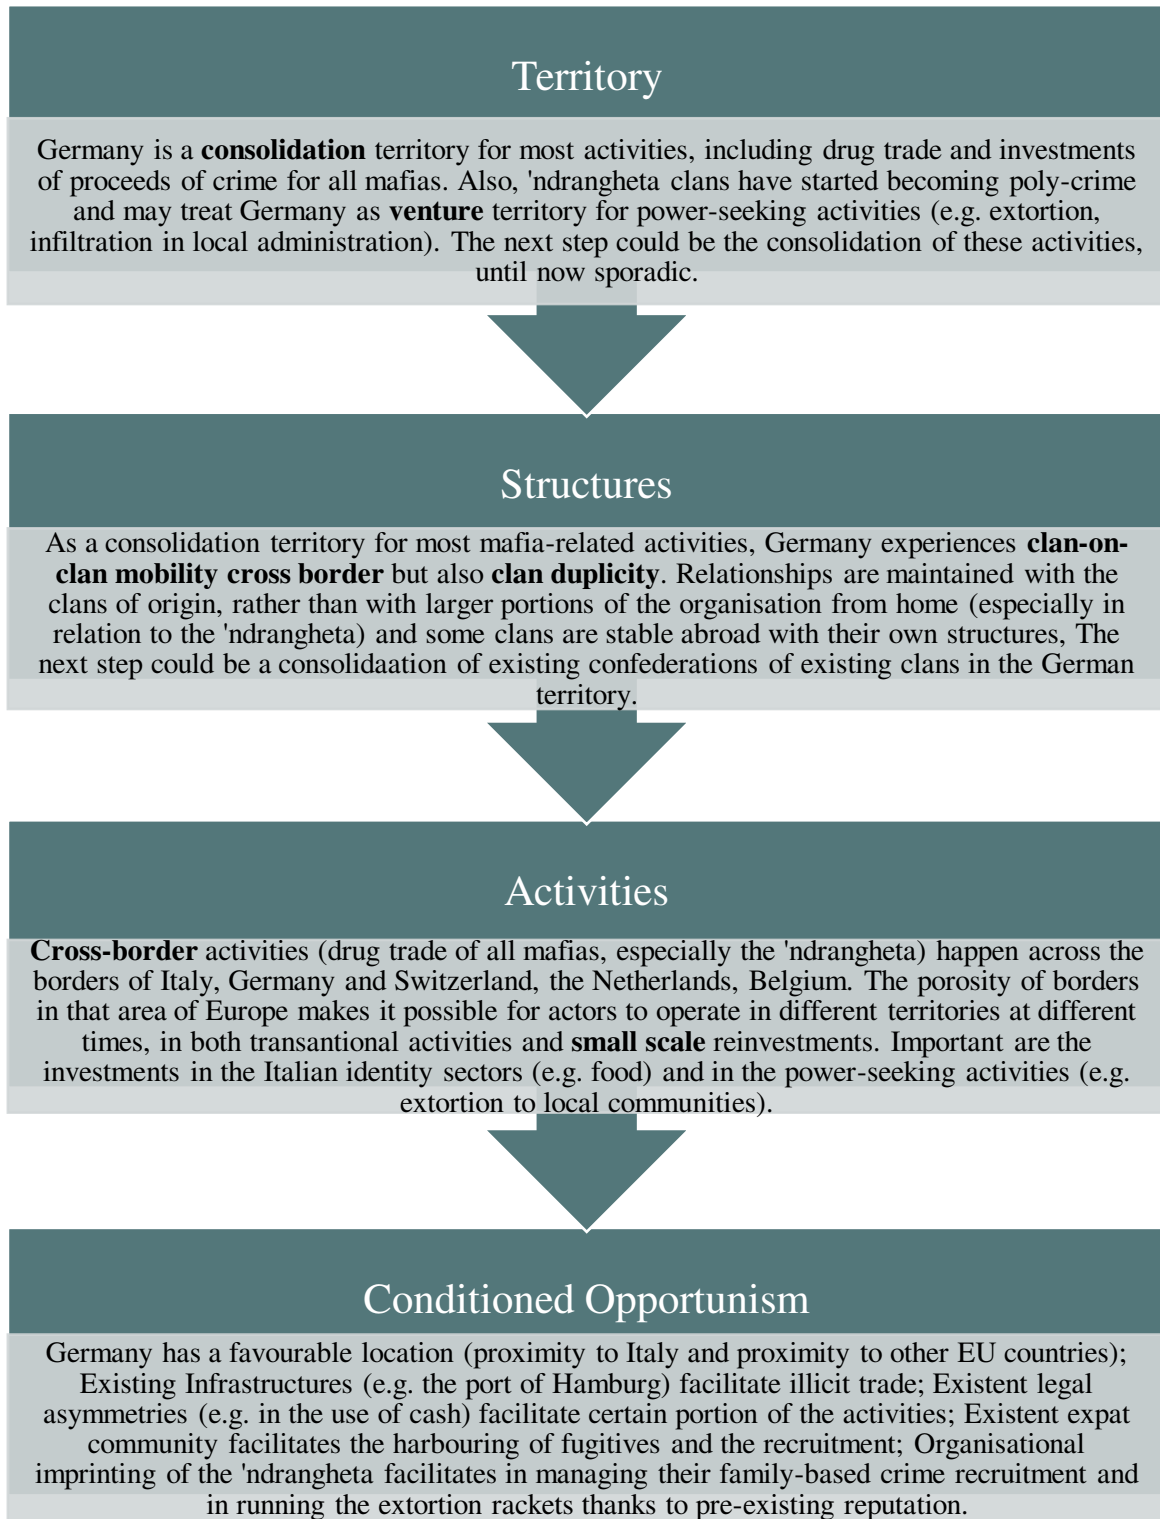 Territory
Germany is a consolidation territory for most activities, including drug trade and investments
of proceeds of crime for all mafias. Also, 'ndrangheta clans have started becoming poly-crime
and may treat Germany as venture territory for power-seeking activities (e.g. extortion,
infiltration in local administration). The next step could be the consolidation of these activities,
until now sporadic.
Structures
As a consolidation territory for most mafia-related activities, Germany experiences clan-on-
clan mobility cross border but also clan duplicity. Relationships are maintained with the
clans of origin, rather than with larger portions of the organisation from home (especially in
relation to the 'ndrangheta) and some clans are stable abroad with their own structures, The
next step could be a consolidaation of existing confederations of existing clans in the German
territory.
Activities
Cross-border activities (drug trade of all mafias, especially the 'ndrangheta) happen across the
borders of Italy, Germany and Switzerland, the Netherlands, Belgium. The porosity of borders
in that area of Europe makes it possible for actors to operate in different territories at different
times, in both transantional activities and small scale reinvestments. Important are the
investments in the Italian identity sectors (e.g. food) and in the power-seeking activities (e.g.
extortion to local communities).
Conditioned Opportunism
Germany has a favourable location (proximity to Italy and proximity to other EU countries);
Existing Infrastructures (e.g. the port of Hamburg) facilitate illicit trade; Existent legal
asymmetries (e.g. in the use of cash) facilitate certain portion of the activities; Existent expat
community facilitates the harbouring of fugitives and the recruitment; Organisational
imprinting of the 'ndrangheta facilitates in managing their family-based crime recruitment and
in running the extortion rackets thanks to pre-existing reputation.